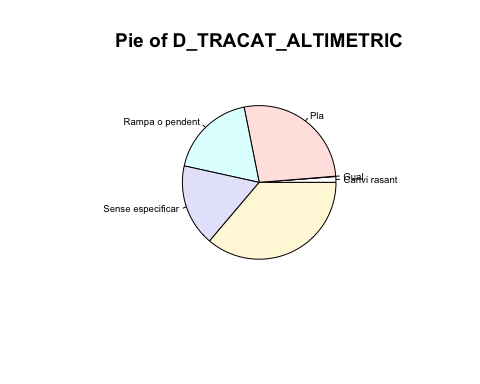 Pie of D_TRACAT_ALTIMETRIC
Pla
Rampa o pendent
Gual
Canvi rasant
Sense especificar